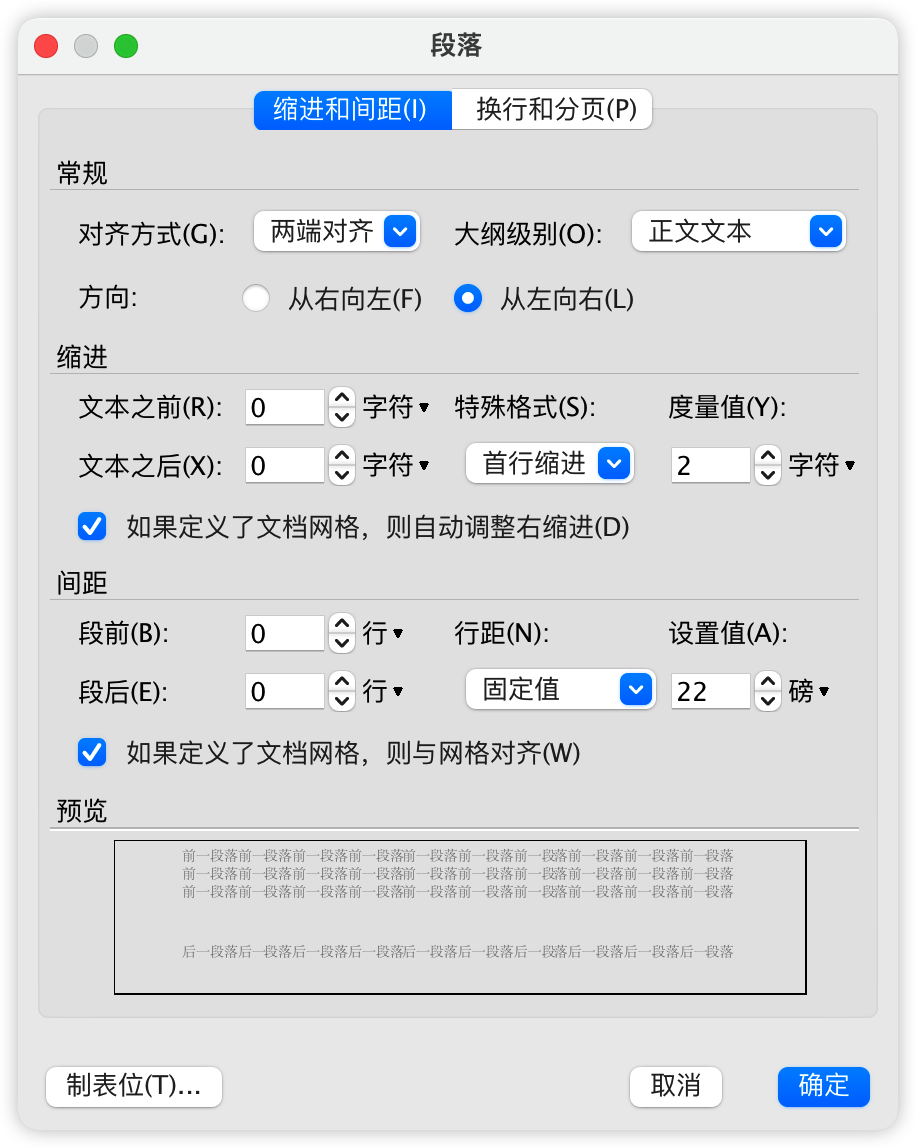 段落
缩进和间距(I) 换行和分页(P)
常规
对齐方式(G): 两端对齐 大纲级别(O): 正文文本
方向: 从右向左(F) 从左向右(L)
缩进
文本之前(R): 0 字符 特殊格式(S): 度量值(Y):
文本之后(X): 0 字符 首行缩进 2 字符
如果定义了文档网格，则自动调整右缩进(D)
间距
段前(B): 0 行 行距(N): 设置值(A):
段后(E): 0 行 固定值 22 磅
如果定义了文档网格，则与网格对齐(W)
预览
前一段落前一段落前一段落前一段落前一段落前一段落前一段落前一段落前一段落前一段落
前一段落前一段落前一段落前一段落前一段落前一段落前一段落前一段落前一段落前一段落
前一段落前一段落前一段落前一段落前一段落前一段落前一段落前一段落前一段落前一段落
后一段落后一段落后一段落后一段落后一段落后一段落后一段落后一段落后一段落后一段落
制表位(T)... 取消 确定